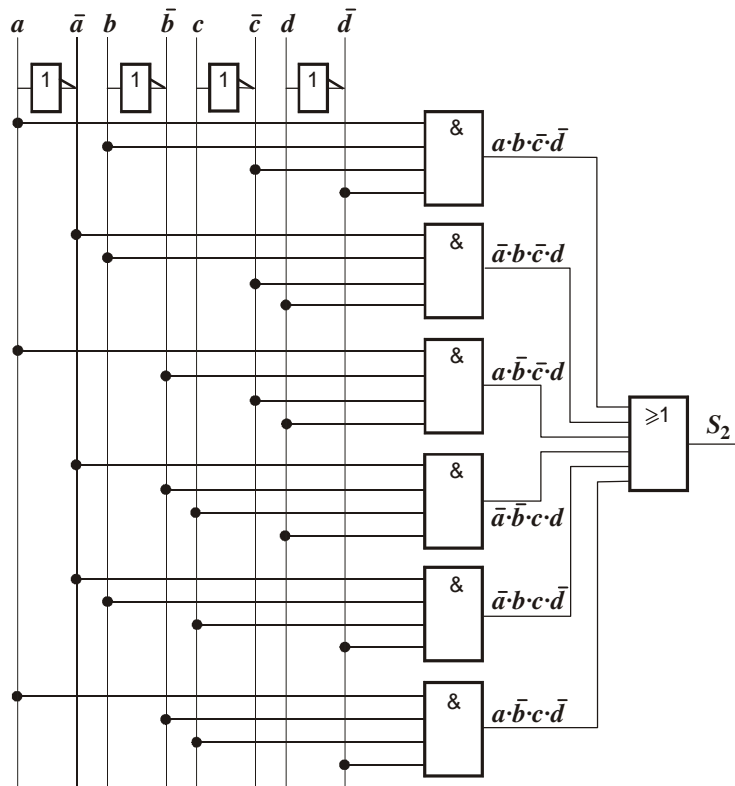 a ā b b̄ c c̄ d d̄
1 1 1 1
&
a·b·c̄·d̄
&
ā·b·c̄·d
&
a·b̄·c̄·d
⩾1
S₂
&
ā·b̄·c·d
&
ā·b·c·d̄
&
a·b̄·c·d̄